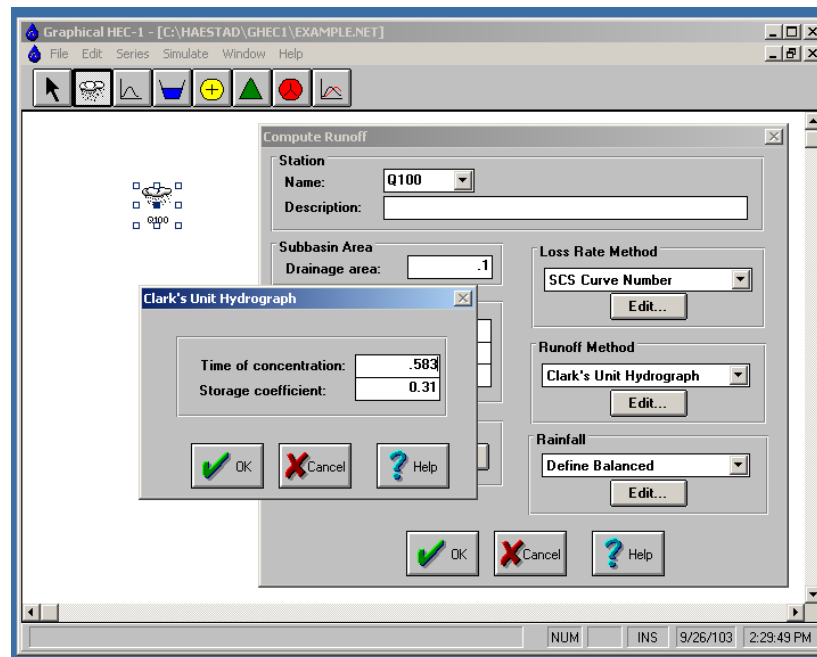 Graphical HEC-1 - [C:\HAESTAD\GHEC1\EXAMPLE.NET]
File Edit Series Simulate Window Help
Q100
Compute Runoff
Station
Name: Q100
Description:
Subbasin Area
Drainage area: .1
Loss Rate Method
SCS Curve Number
Edit...
Clark's Unit Hydrograph
Time of concentration: .583
Storage coefficient: 0.31
OK Cancel Help
Runoff Method
Clark's Unit Hydrograph
Edit...
Rainfall
Define Balanced
Edit...
OK Cancel Help
NUM INS 9/26/103 2:29:49 PM